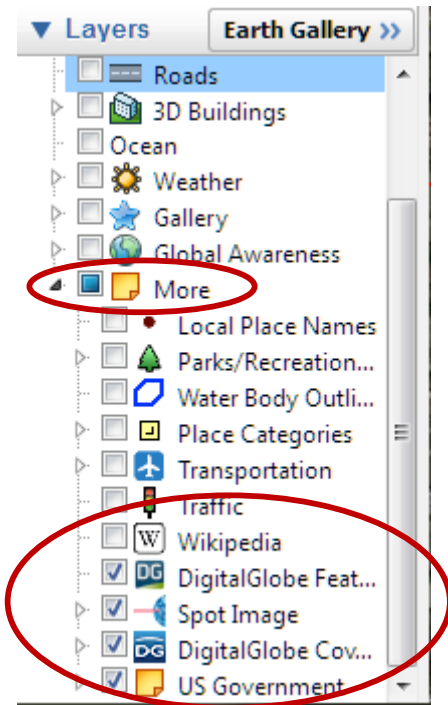 Layers Earth Gallery >>
Roads
3D Buildings
Ocean
Weather
Gallery
Global Awareness
More
Local Place Names
Parks/Recreation...
Water Body Outli...
Place Categories
Transportation
Traffic
W Wikipedia
DG DigitalGlobe Feat...
Spot Image
DG DigitalGlobe Cov...
US Government